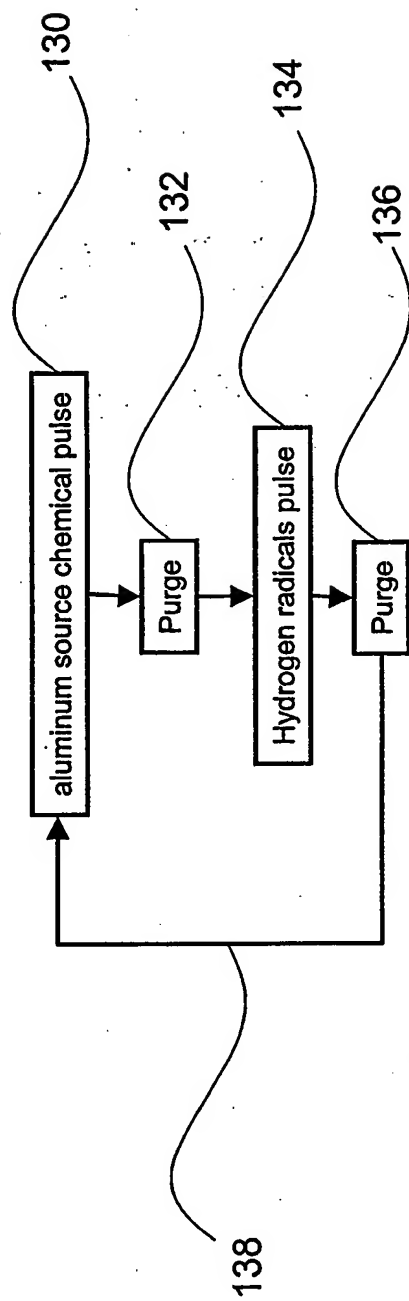 130
aluminum source chemical pulse
132
Purge
134
Hydrogen radicals pulse
136
Purge
138